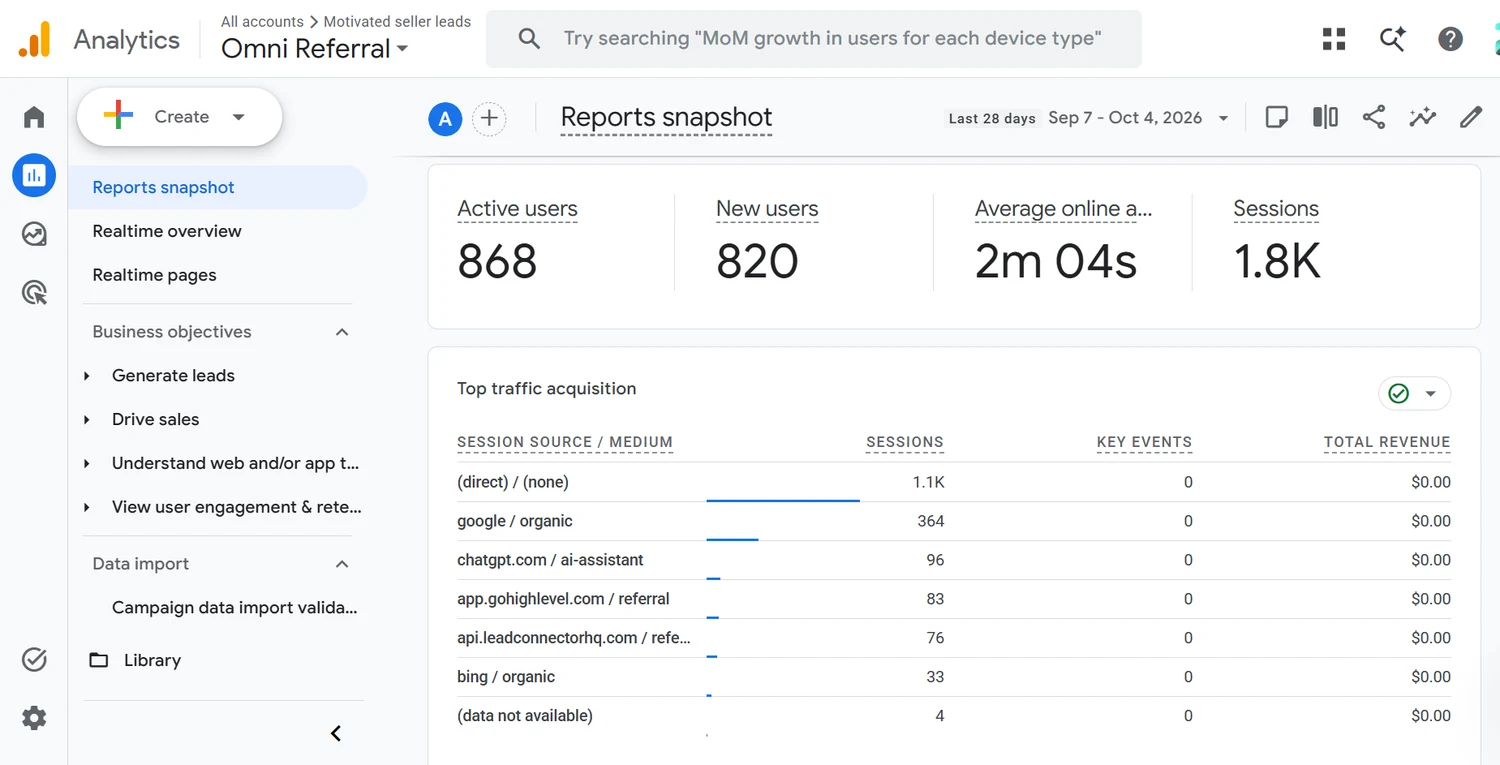 Analytics
All accounts > Motivated seller leads
Omni Referral
Try searching "MoM growth in users for each device type"
Create
Reports snapshot
Realtime overview
Realtime pages
Business objectives
Generate leads
Drive sales
Understand web and/or app t...
View user engagement & rete...
Data import
Campaign data import valida...
Library
A
Reports snapshot
Last 28 days Sep 7 - Oct 4, 2026
Active users
868
New users
820
Average online a...
2m 04s
Sessions
1.8K
Top traffic acquisition
SESSION SOURCE / MEDIUM SESSIONS KEY EVENTS TOTAL REVENUE
(direct) / (none) 1.1K 0 $0.00
google / organic 364 0 $0.00
chatgpt.com / ai-assistant 96 0 $0.00
app.gohighlevel.com / referral 83 0 $0.00
api.leadconnectorhq.com / refe... 76 0 $0.00
bing / organic 33 0 $0.00
(data not available) 4 0 $0.00